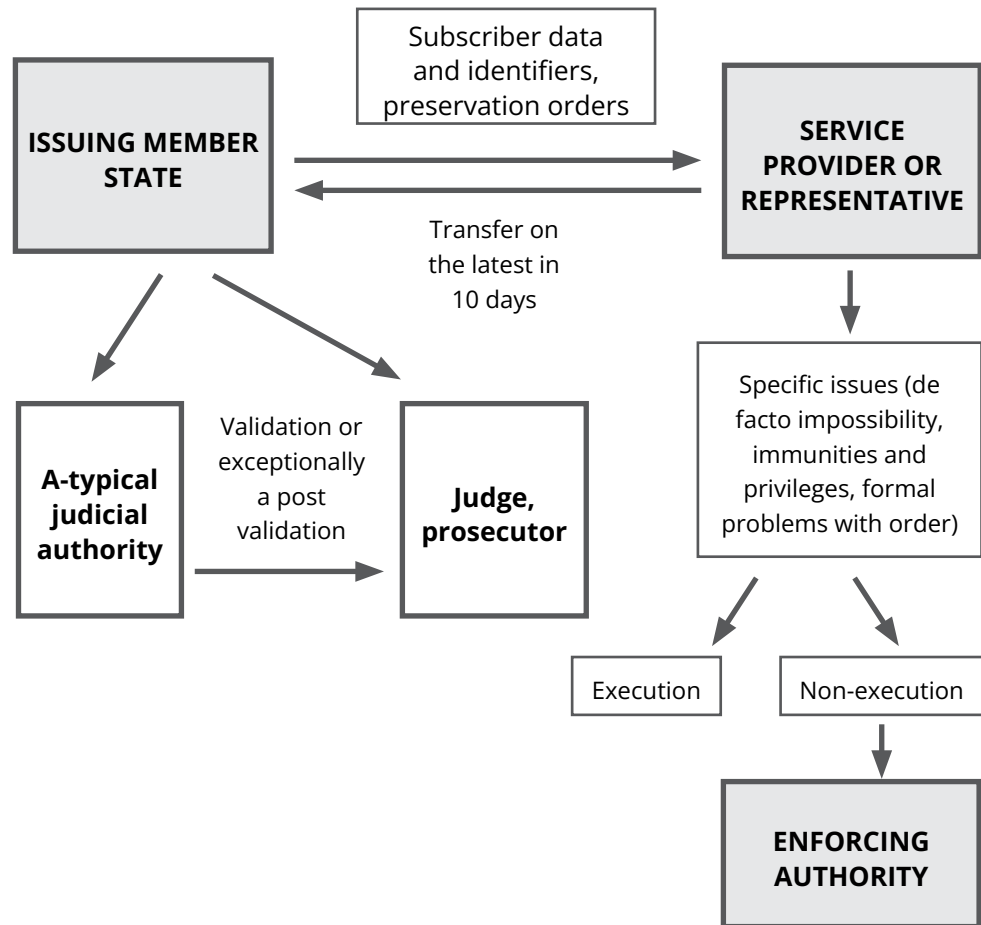 Subscriber data
and identifiers,
preservation orders
ISSUING MEMBER
STATE
SERVICE
PROVIDER OR
REPRESENTATIVE
Transfer on
the latest in
10 days
A-typical
judicial
authority
Validation or
exceptionally
a post
validation
Judge,
prosecutor
Specific issues (de
facto impossibility,
immunities and
privileges, formal
problems with order)
Execution
Non-execution
ENFORCING
AUTHORITY